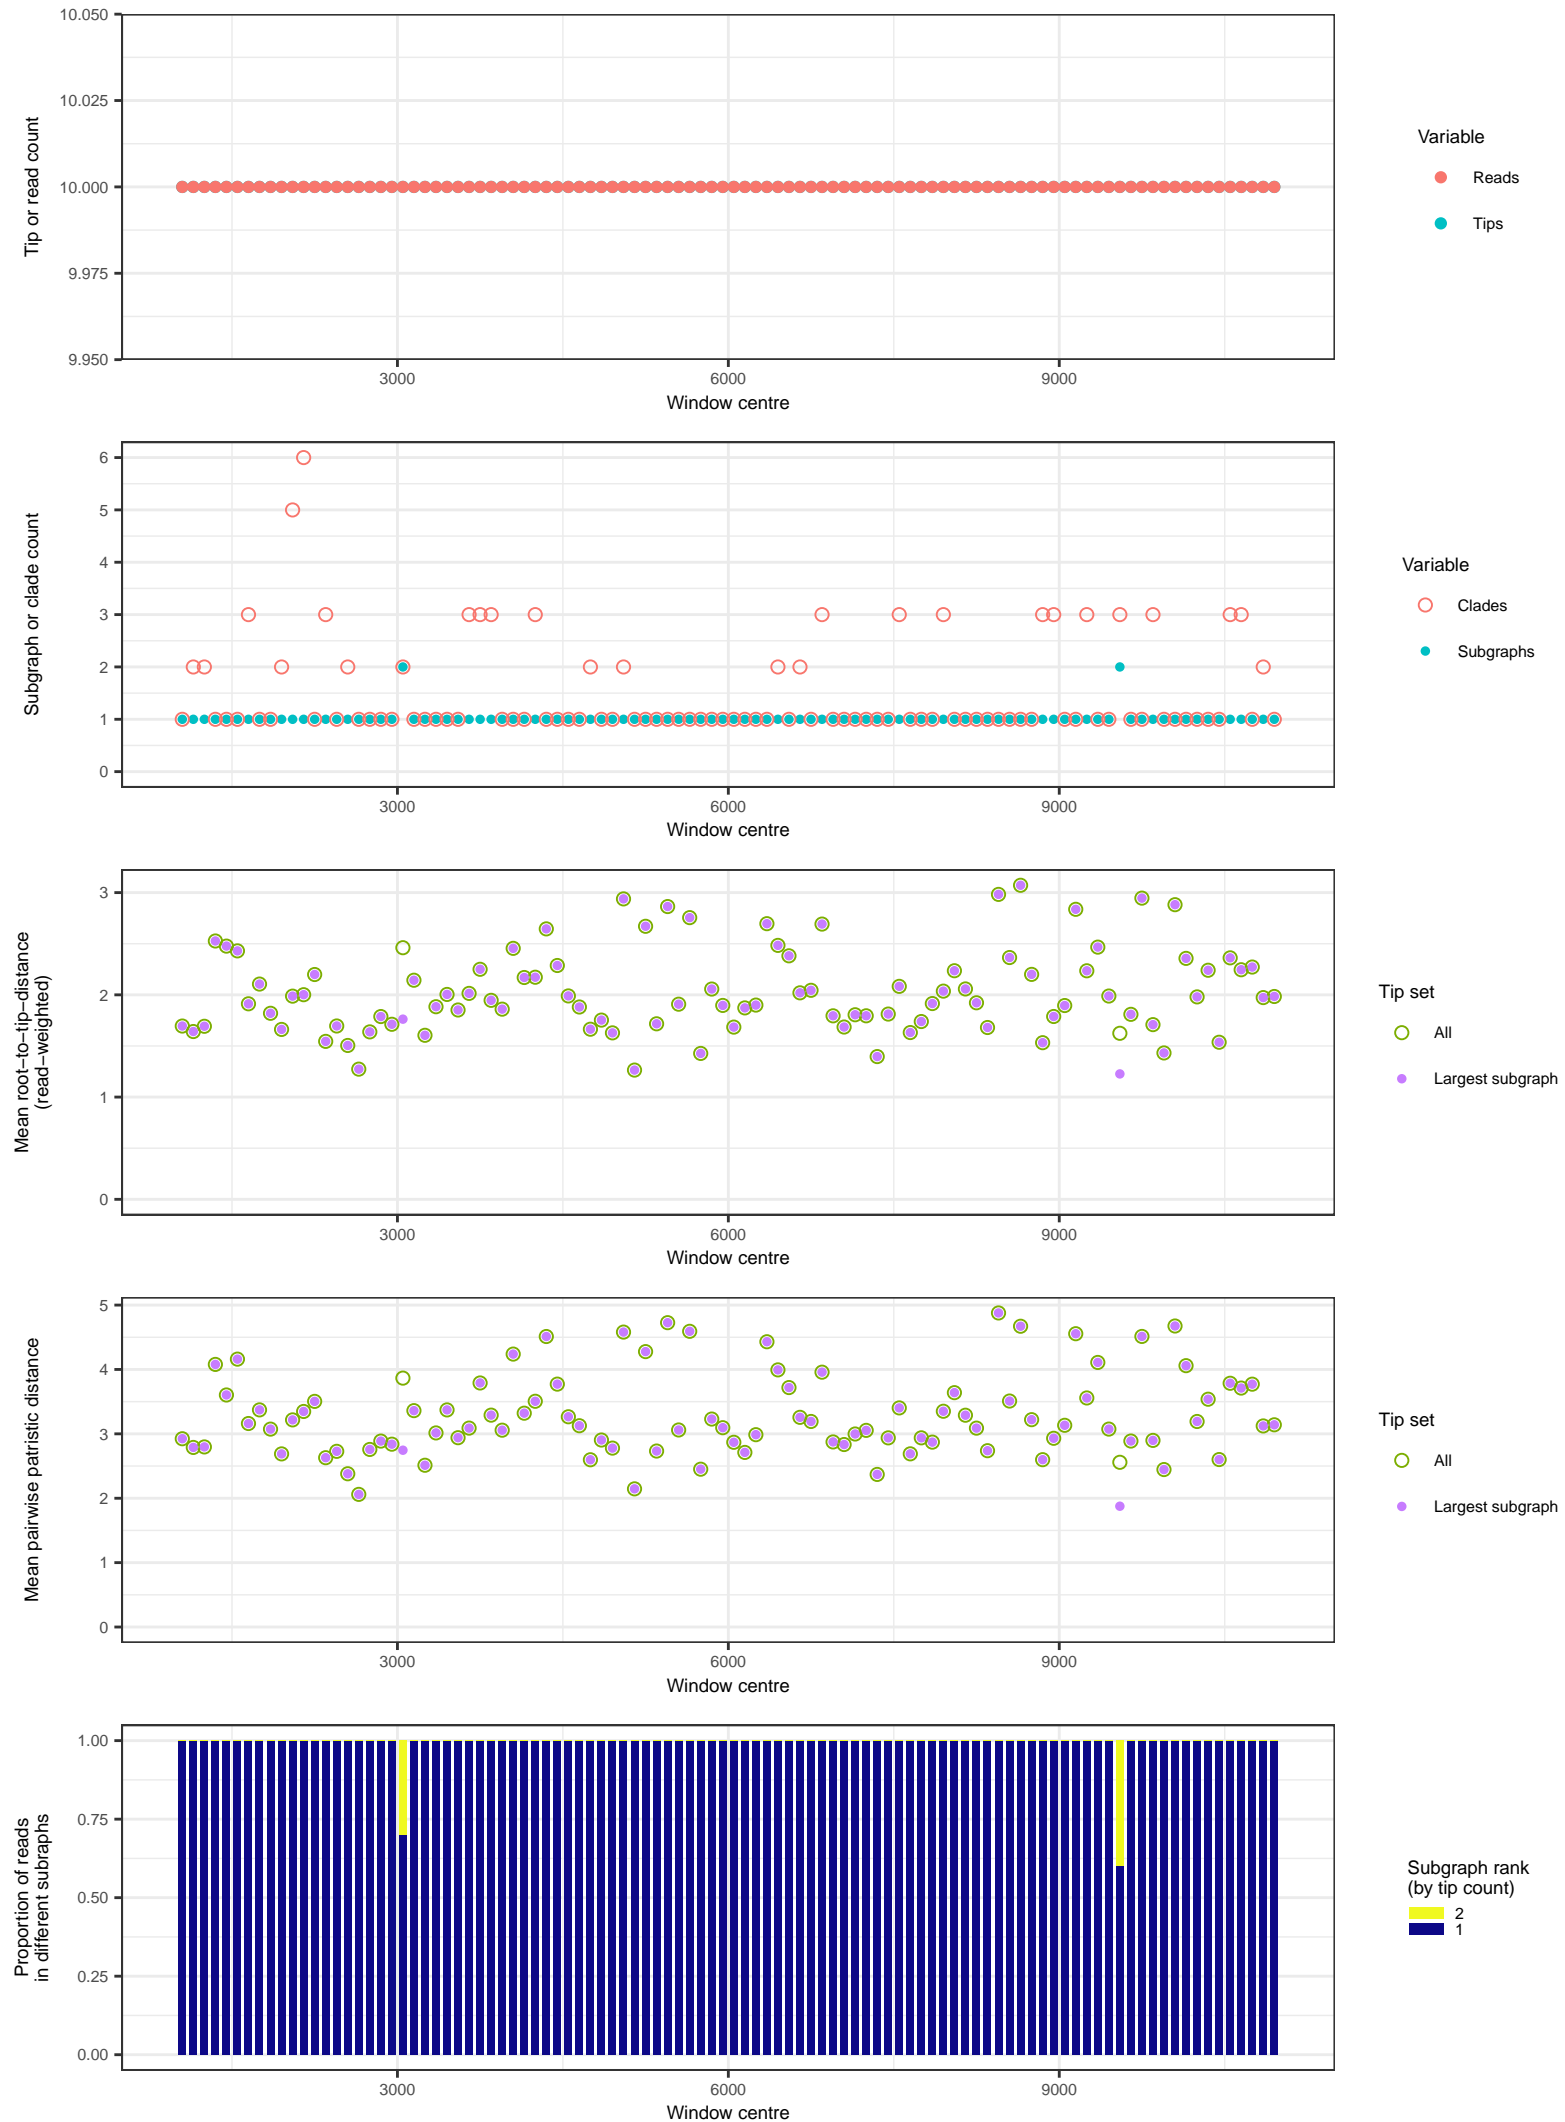 10.050
10.025
10.000
9.975
9.950
Tip or read count
3000 6000 9000
Window centre
Variable
Reads
Tips
6
5
4
3
2
1
0
Subgraph or clade count
3000 6000 9000
Window centre
Variable
Clades
Subgraphs
3
2
1
0
Mean root−to−tip−distance
(read−weighted)
3000 6000 9000
Window centre
Tip set
All
Largest subgraph
5
4
3
2
1
0
Mean pairwise patristic distance
3000 6000 9000
Window centre
Tip set
All
Largest subgraph
1.00
0.75
0.50
0.25
0.00
Proportion of reads
in different subraphs
3000 6000 9000
Window centre
Subgraph rank
(by tip count)
2
1